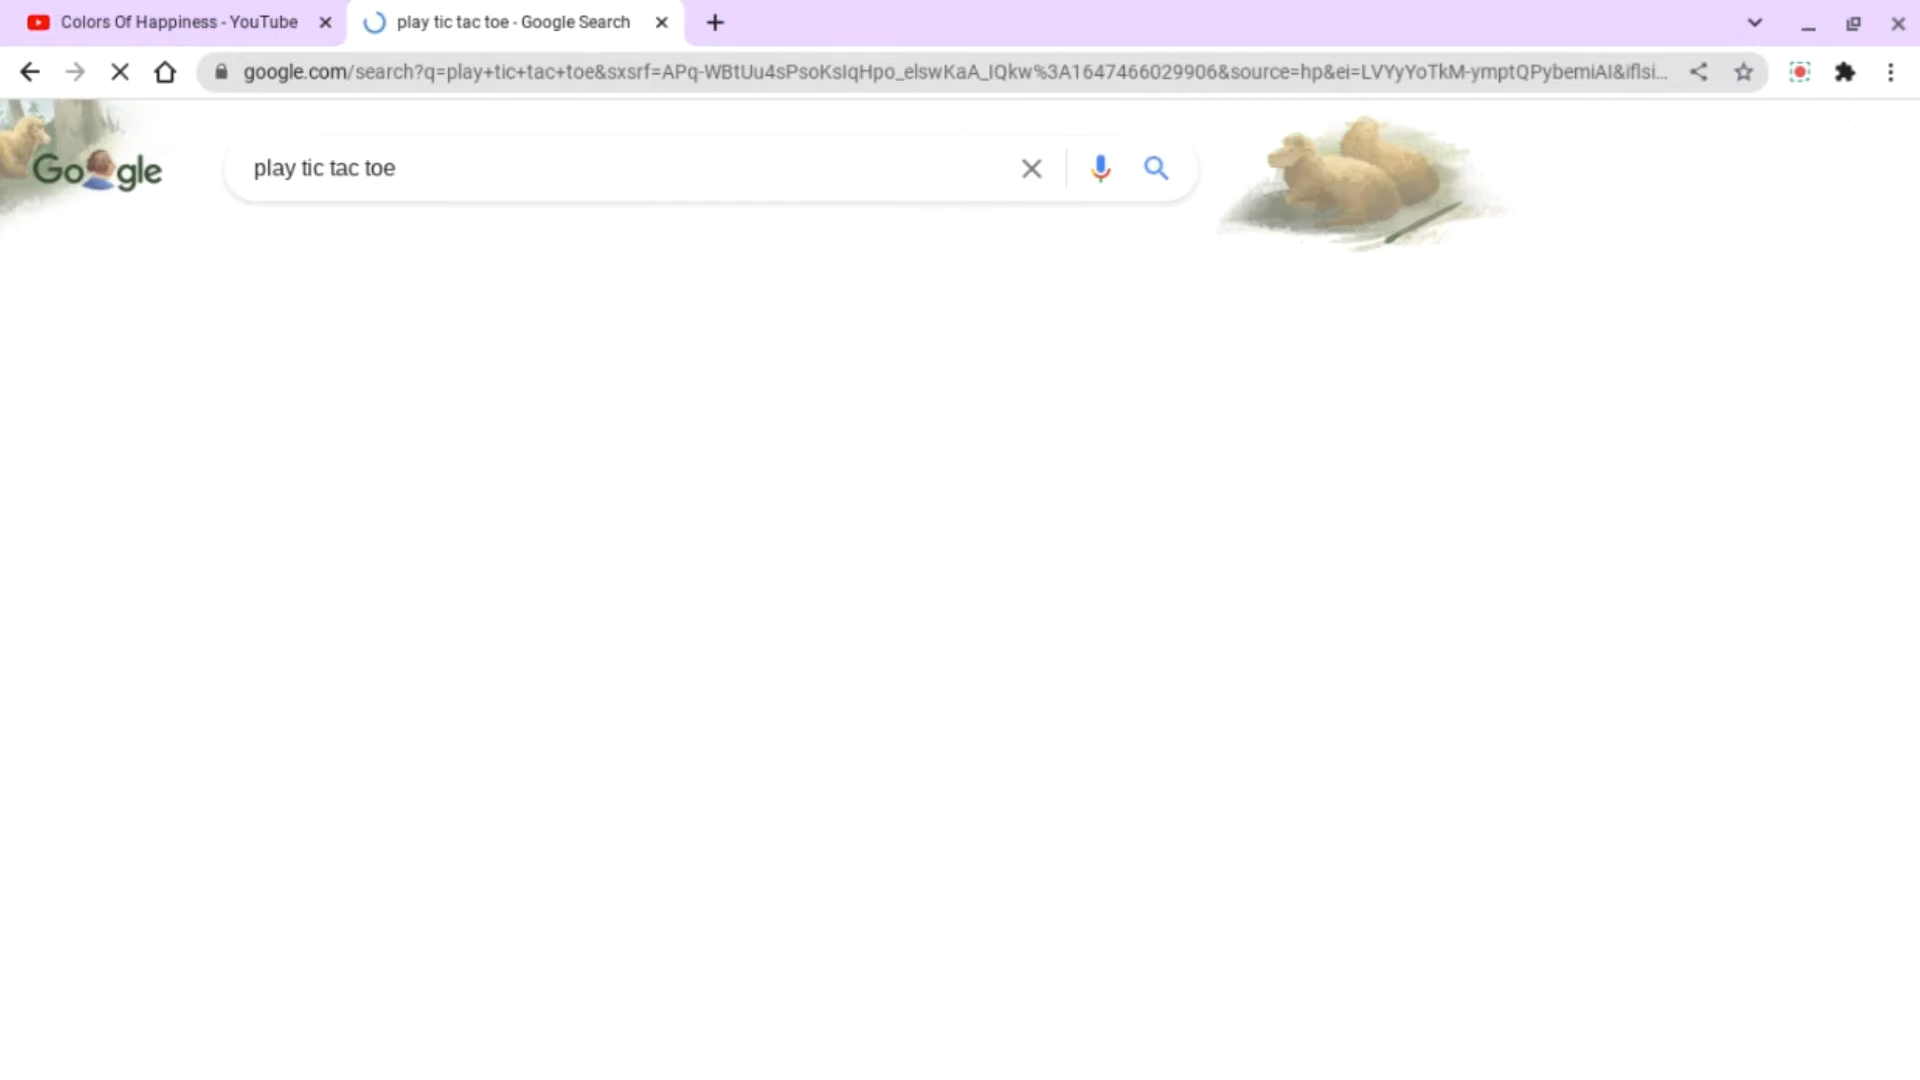 Colors Of Happiness - YouTube
play tic tac toe - Google Search
google.com/search?q=play+tic+tac+toe&sxsrf=APq-WBtUu4sPsoKsIqHpo_elswKaA_IQkw%3A1647466029906&source=hp&ei=LVYyYoTkM-ymptQPybemiAI&iflsi...
Google
play tic tac toe